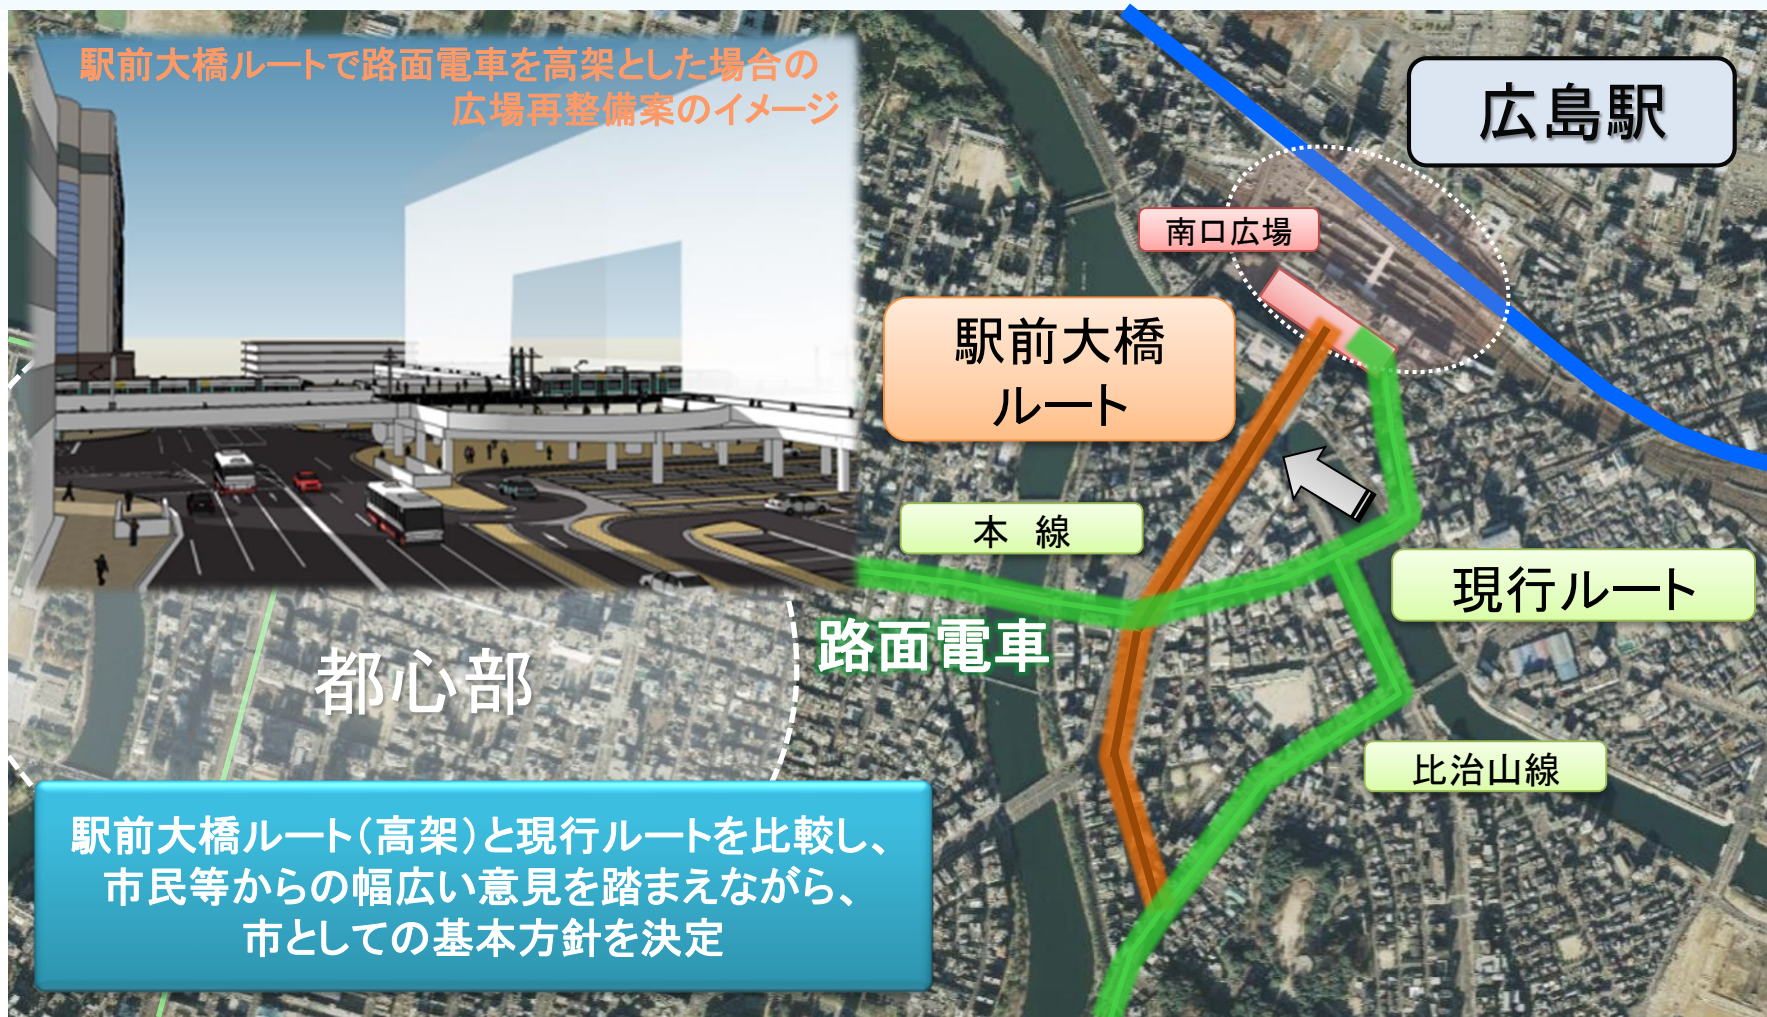 駅前大橋ルートで路面電車を高架とした場合の
広場再整備案のイメージ
広島駅
南口広場
駅前大橋
ルート
本 線
現行ルート
路面電車
都心部
比治山線
駅前大橋ルート(高架)と現行ルートを比較し、
市民等からの幅広い意見を踏まえながら、
市としての基本方針を決定